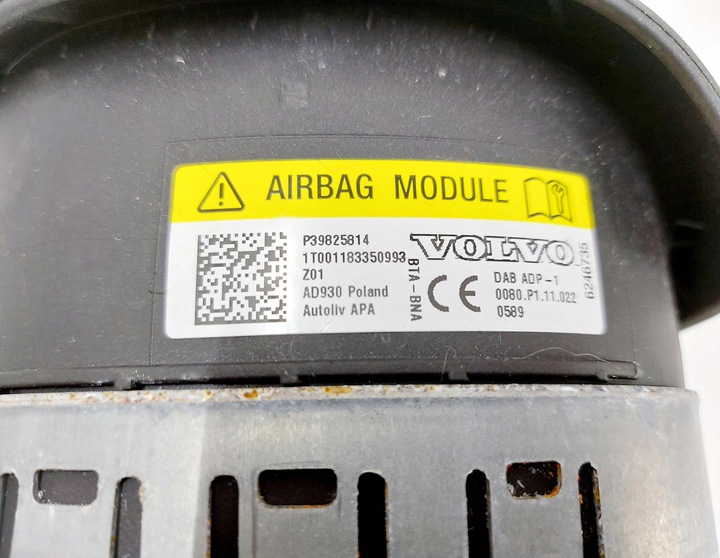 AIRBAG MODULE
P39825814
1T001183350993
Z01
AD930 Poland
Autoliv APA
BTA-BNA
VOLVO
CE
DAB ADP-1
0080.P1.11.022
0589
6246735